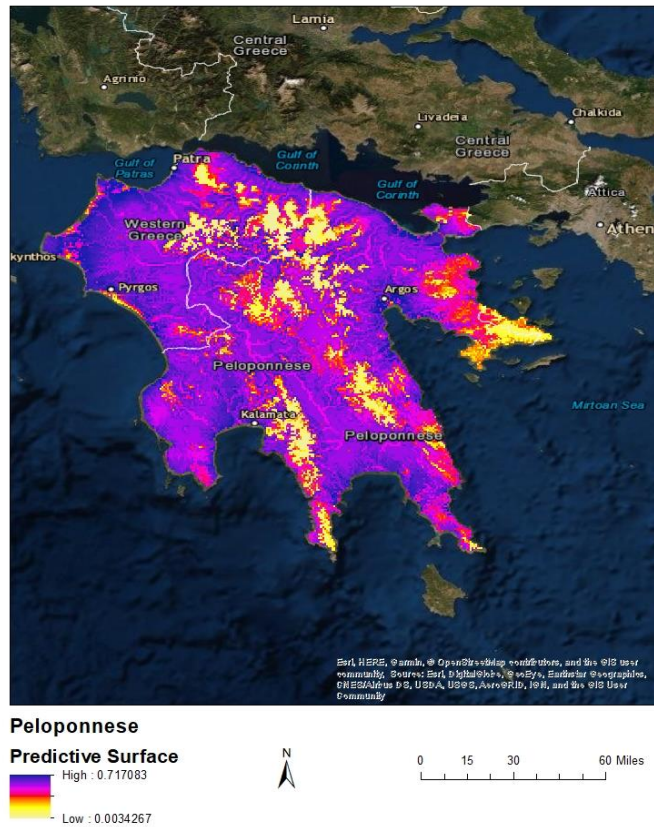 Lamia
Central
Greece
Agrinio
Livadeia
Chalkida
Central
Greece
Gulf of
Patras
Patra
Gulf of
Corinth
Gulf of
Corinth
Attica
Athen
Western
Greece
kynthos
Pyrgos
Argos
Peloponnese
Mirtoan Sea
Kalamata
Peloponnese
Esri, HERE, Garmin, © OpenStreetMap contributors, and the GIS user
community, Source: Esri, DigitalGlobe, GeoEye, Earthstar Geographics,
CNES/Airbus DS, USDA, USGS, AeroGRID, IGN, and the GIS User
Community
Peloponnese
Predictive Surface
High : 0.717083
Low : 0.0034267
N
0 15 30 60 Miles